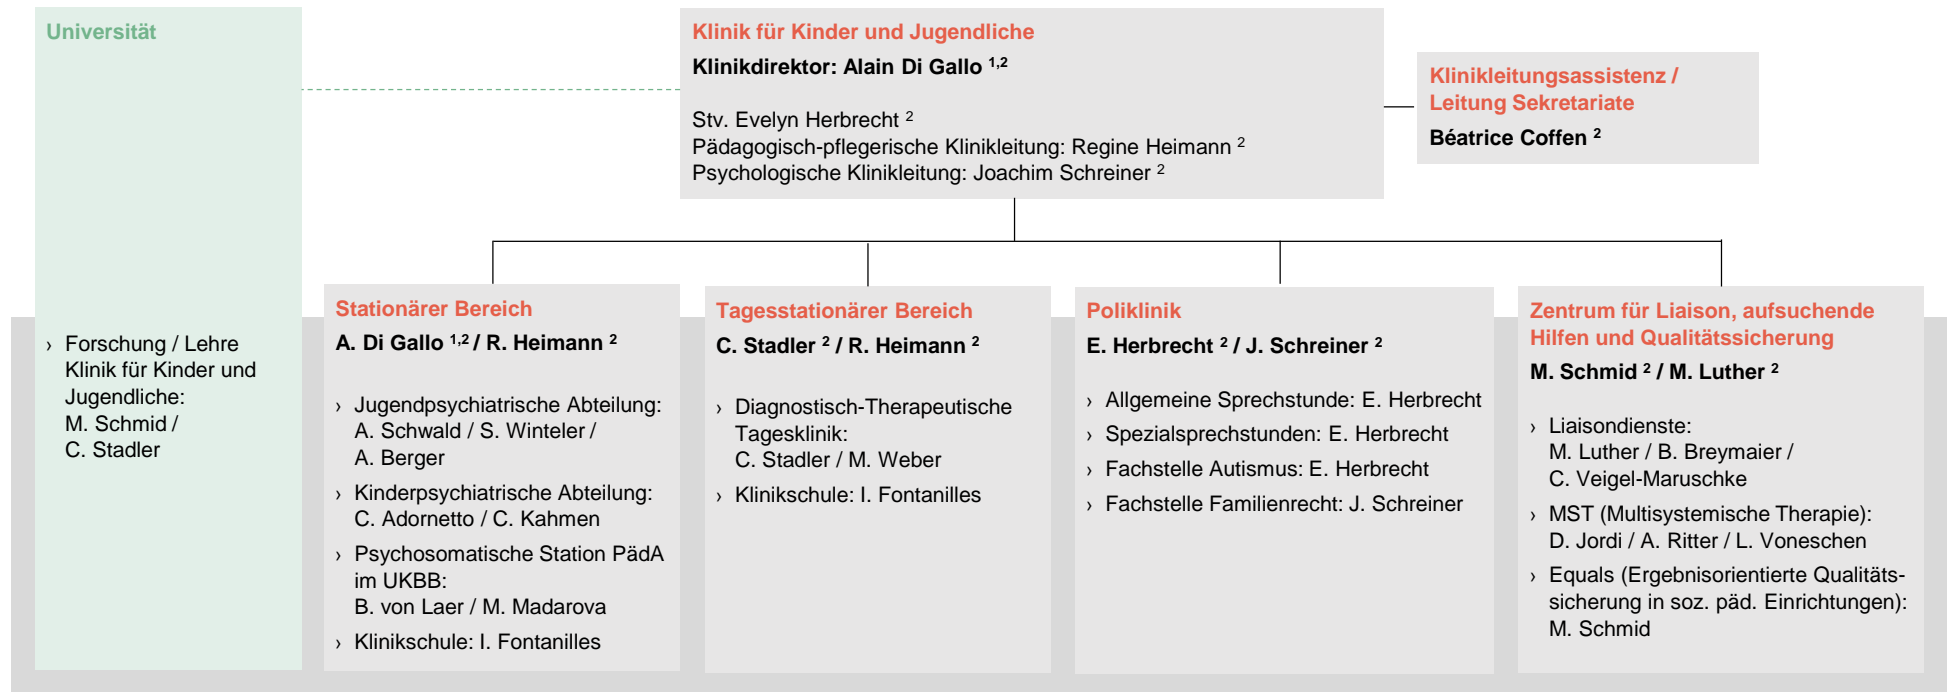 Universität
› Forschung / Lehre
Klinik für Kinder und
Jugendliche:
M. Schmid /
C. Stadler
Klinik für Kinder und Jugendliche
Klinikdirektor: Alain Di Gallo 1,2
Stv. Evelyn Herbrecht 2
Pädagogisch-pflegerische Klinikleitung: Regine Heimann 2
Psychologische Klinikleitung: Joachim Schreiner 2
Klinikleitungsassistenz /
Leitung Sekretariate
Béatrice Coffen 2
Stationärer Bereich
A. Di Gallo 1,2 / R. Heimann 2
› Jugendpsychiatrische Abteilung:
A. Schwald / S. Winteler /
A. Berger
› Kinderpsychiatrische Abteilung:
C. Adornetto / C. Kahmen
› Psychosomatische Station PädA
im UKBB:
B. von Laer / M. Madarova
› Klinikschule: I. Fontanilles
Tagesstationärer Bereich
C. Stadler 2 / R. Heimann 2
› Diagnostisch-Therapeutische
Tagesklinik:
C. Stadler / M. Weber
› Klinikschule: I. Fontanilles
Poliklinik
E. Herbrecht 2 / J. Schreiner 2
› Allgemeine Sprechstunde: E. Herbrecht
› Spezialsprechstunden: E. Herbrecht
› Fachstelle Autismus: E. Herbrecht
› Fachstelle Familienrecht: J. Schreiner
Zentrum für Liaison, aufsuchende
Hilfen und Qualitätssicherung
M. Schmid 2 / M. Luther 2
› Liaisondienste:
M. Luther / B. Breymaier /
C. Veigel-Maruschke
› MST (Multisystemische Therapie):
D. Jordi / A. Ritter / L. Voneschen
› Equals (Ergebnisorientierte Qualitäts-
sicherung in soz. päd. Einrichtungen):
M. Schmid